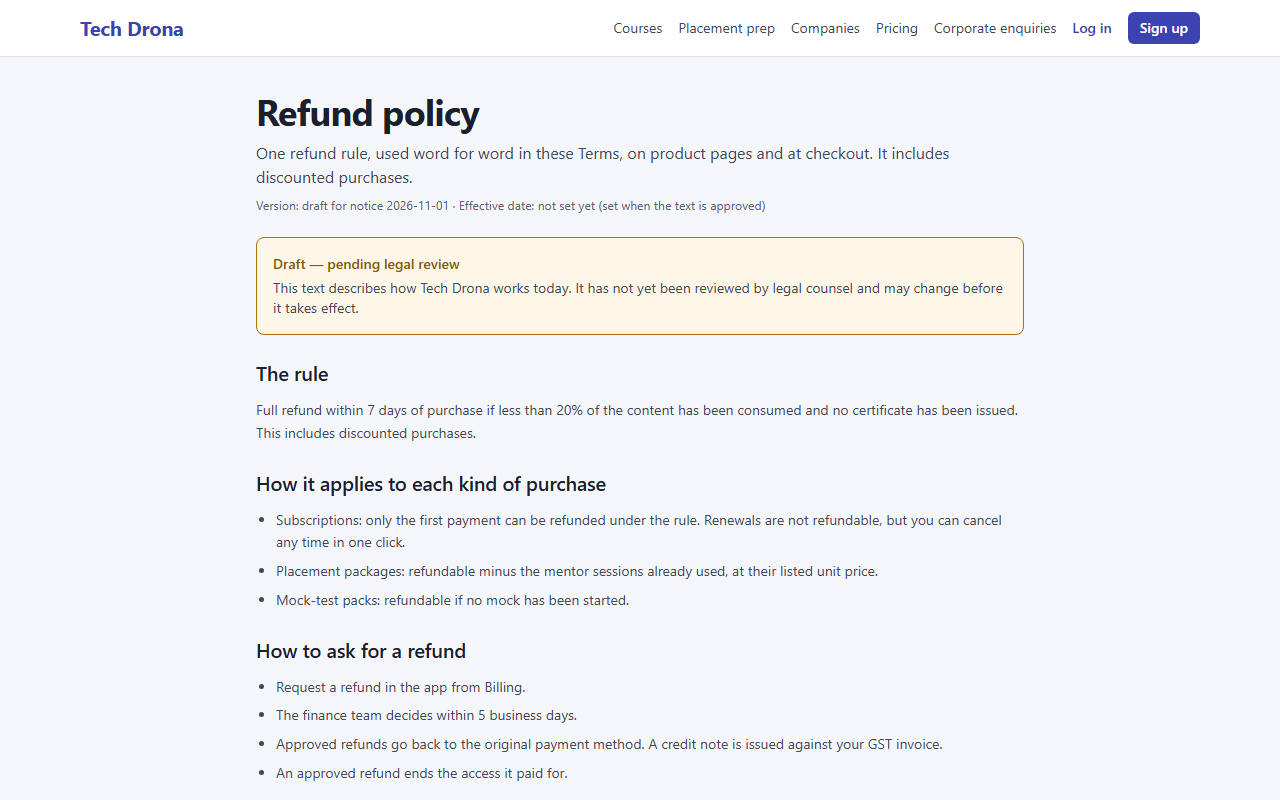 Tech Drona
Courses Placement prep Companies Pricing Corporate enquiries Log in Sign up
Refund policy
One refund rule, used word for word in these Terms, on product pages and at checkout. It includes
discounted purchases.
Version: draft for notice 2026-11-01 · Effective date: not set yet (set when the text is approved)
Draft — pending legal review
This text describes how Tech Drona works today. It has not yet been reviewed by legal counsel and may change before
it takes effect.
The rule
Full refund within 7 days of purchase if less than 20% of the content has been consumed and no certificate has been issued.
This includes discounted purchases.
How it applies to each kind of purchase
• Subscriptions: only the first payment can be refunded under the rule. Renewals are not refundable, but you can cancel
any time in one click.
• Placement packages: refundable minus the mentor sessions already used, at their listed unit price.
• Mock-test packs: refundable if no mock has been started.
How to ask for a refund
• Request a refund in the app from Billing.
• The finance team decides within 5 business days.
• Approved refunds go back to the original payment method. A credit note is issued against your GST invoice.
• An approved refund ends the access it paid for.